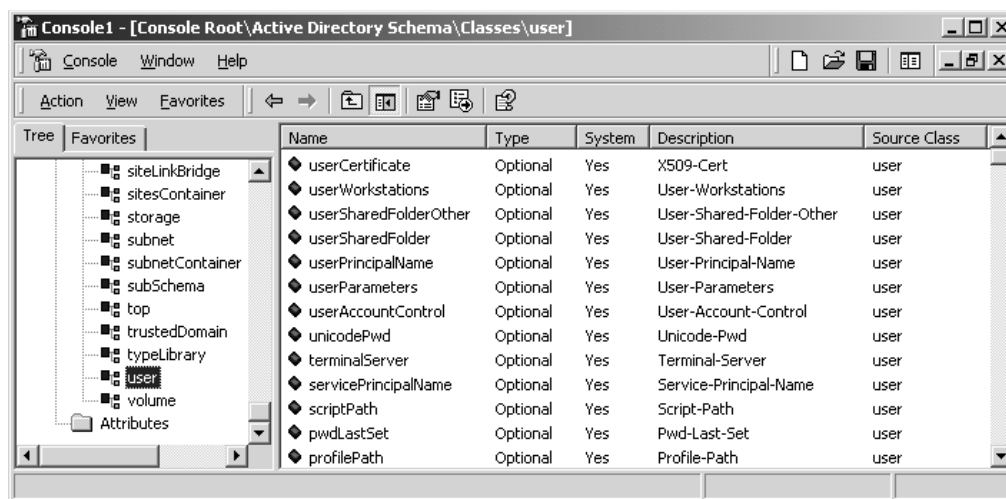 Console1 - [Console Root\Active Directory Schema\Classes\user]
Console Window Help
Action View Favorites
Tree Favorites
siteLinkBridge
sitesContainer
storage
subnet
subnetContainer
subSchema
top
trustedDomain
typeLibrary
user
volume
Attributes
Name Type System Description Source Class
userCertificate Optional Yes X509-Cert user
userWorkstations Optional Yes User-Workstations user
userSharedFolderOther Optional Yes User-Shared-Folder-Other user
userSharedFolder Optional Yes User-Shared-Folder user
userPrincipalName Optional Yes User-Principal-Name user
userParameters Optional Yes User-Parameters user
userAccountControl Optional Yes User-Account-Control user
unicodePwd Optional Yes Unicode-Pwd user
terminalServer Optional Yes Terminal-Server user
servicePrincipalName Optional Yes Service-Principal-Name user
scriptPath Optional Yes Script-Path user
pwdLastSet Optional Yes Pwd-Last-Set user
profilePath Optional Yes Profile-Path user